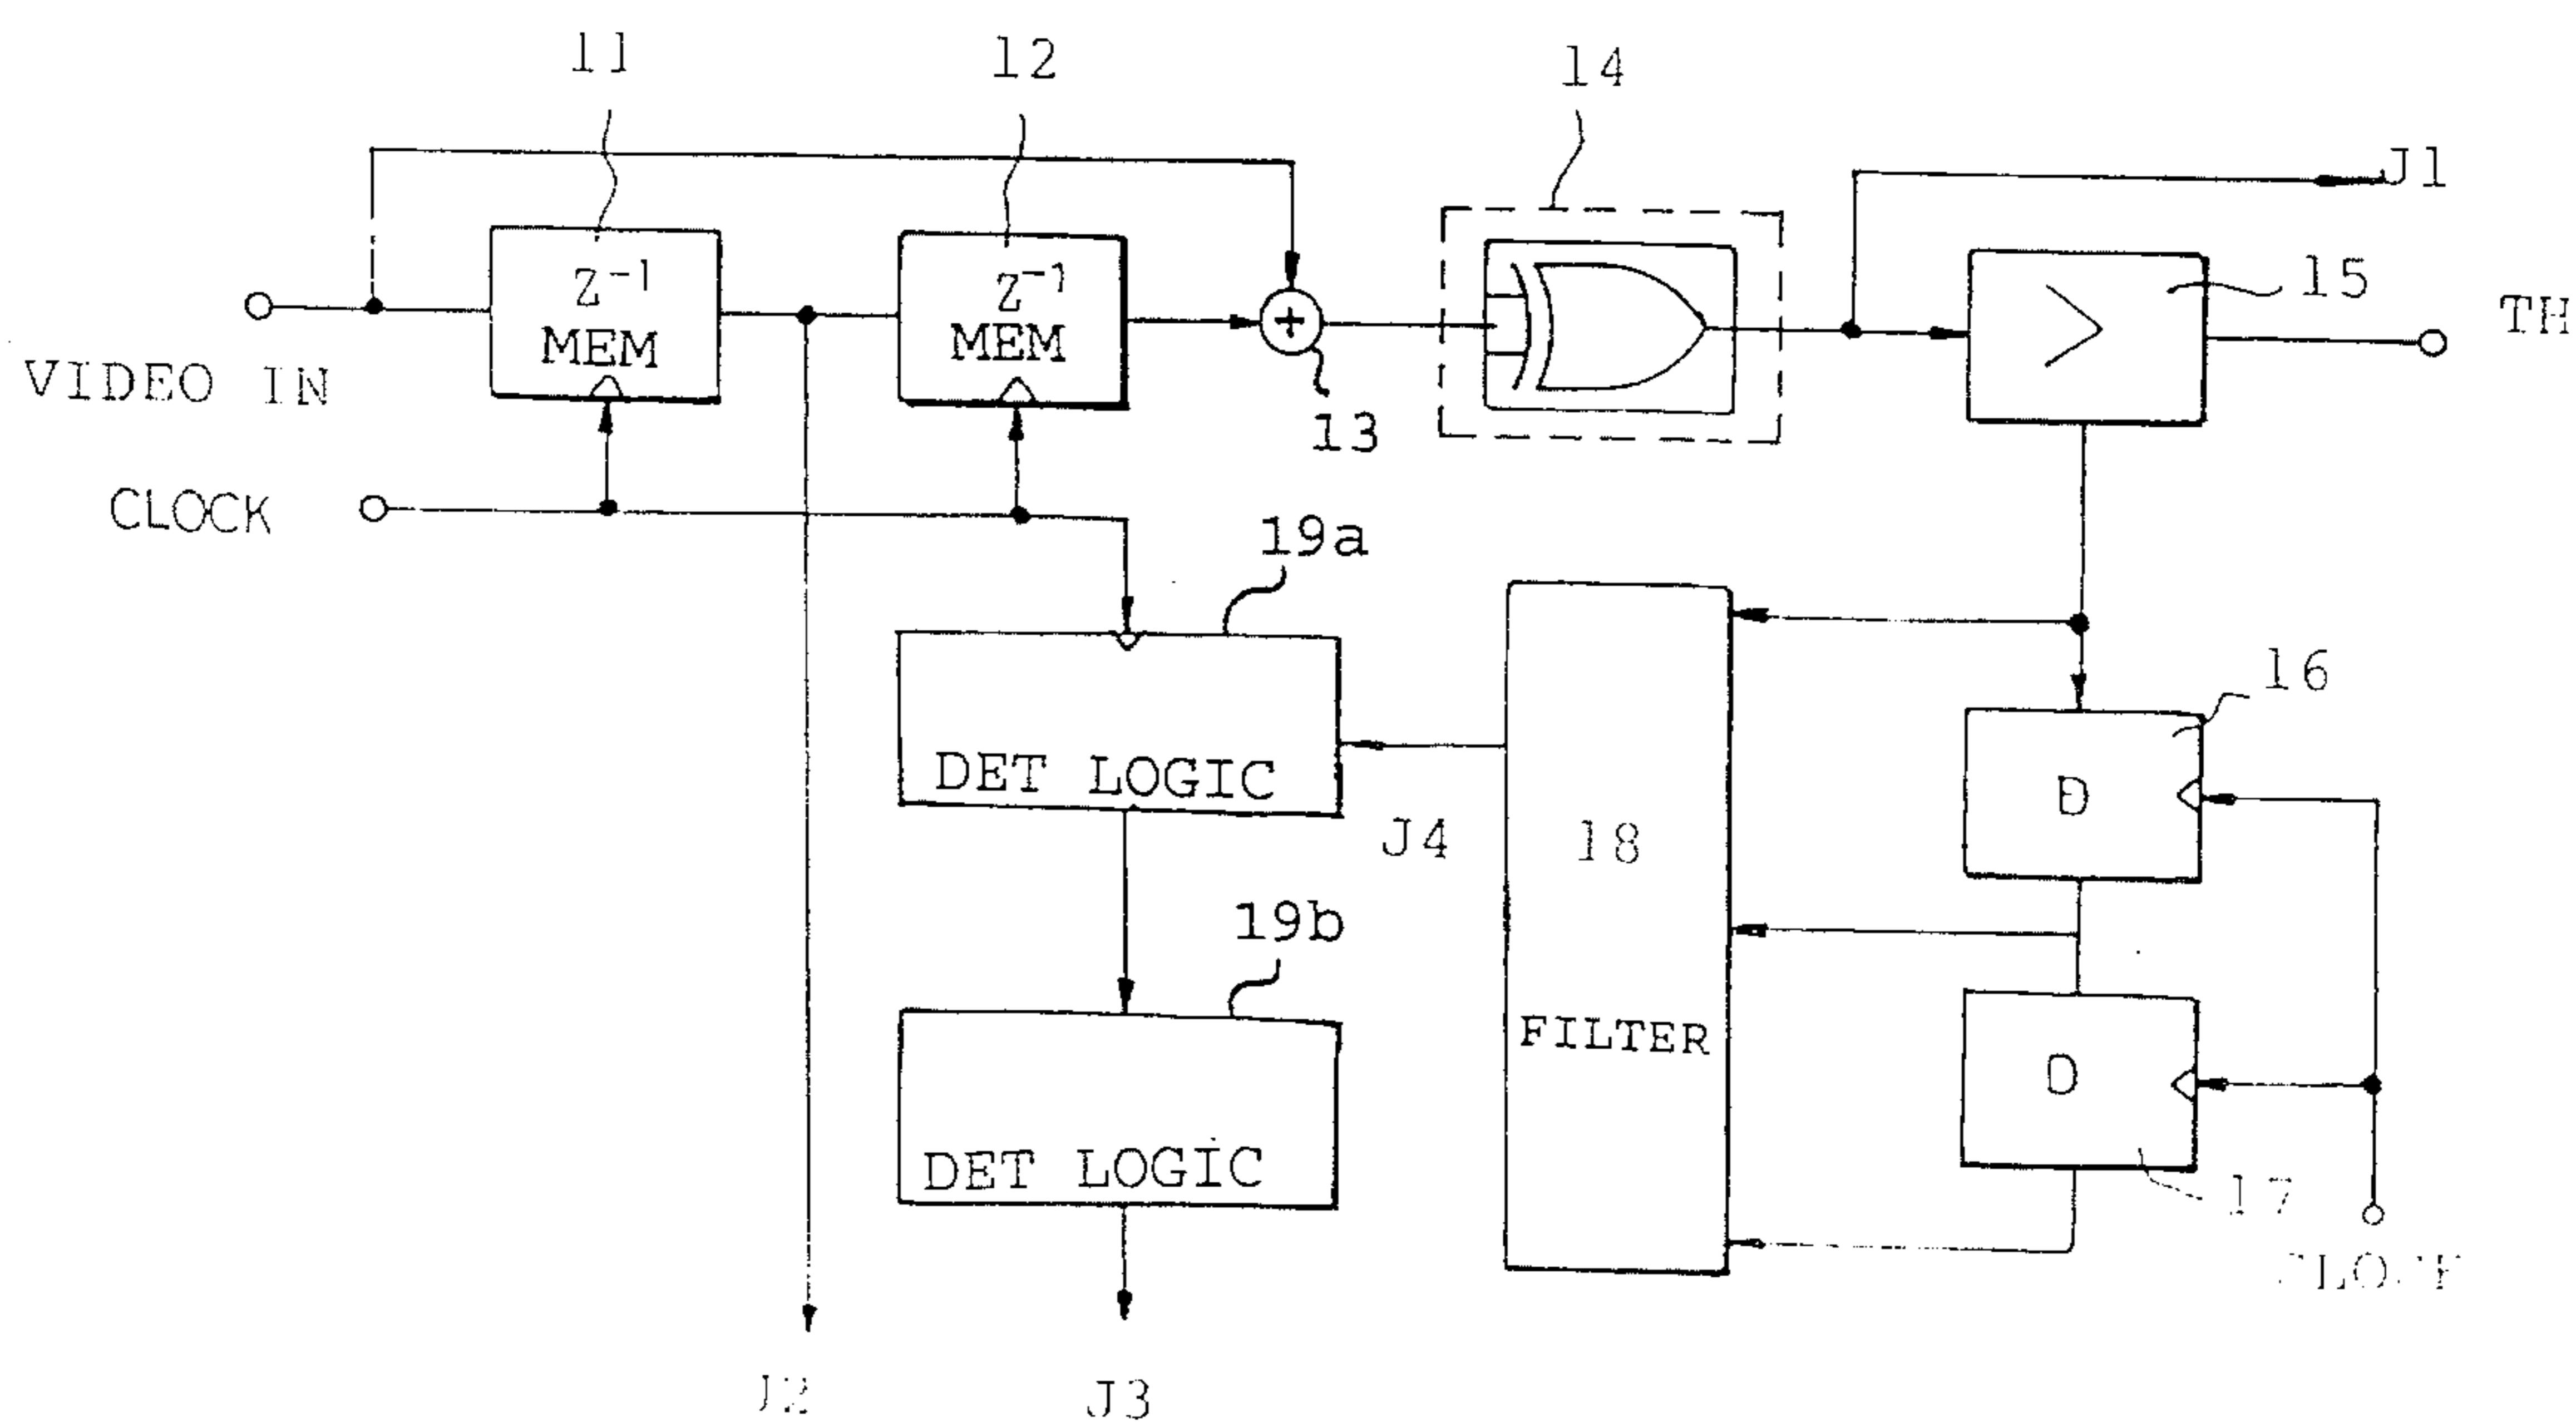 11
12
14
J1
Z⁻¹
MEM
Z⁻¹
MEM
+
15
TH
VIDEO IN
13
CLOCK
19a
16
DET LOGIC
D
J4
18
19b
FILTER
D
DET LOGIC
17
J2
J3